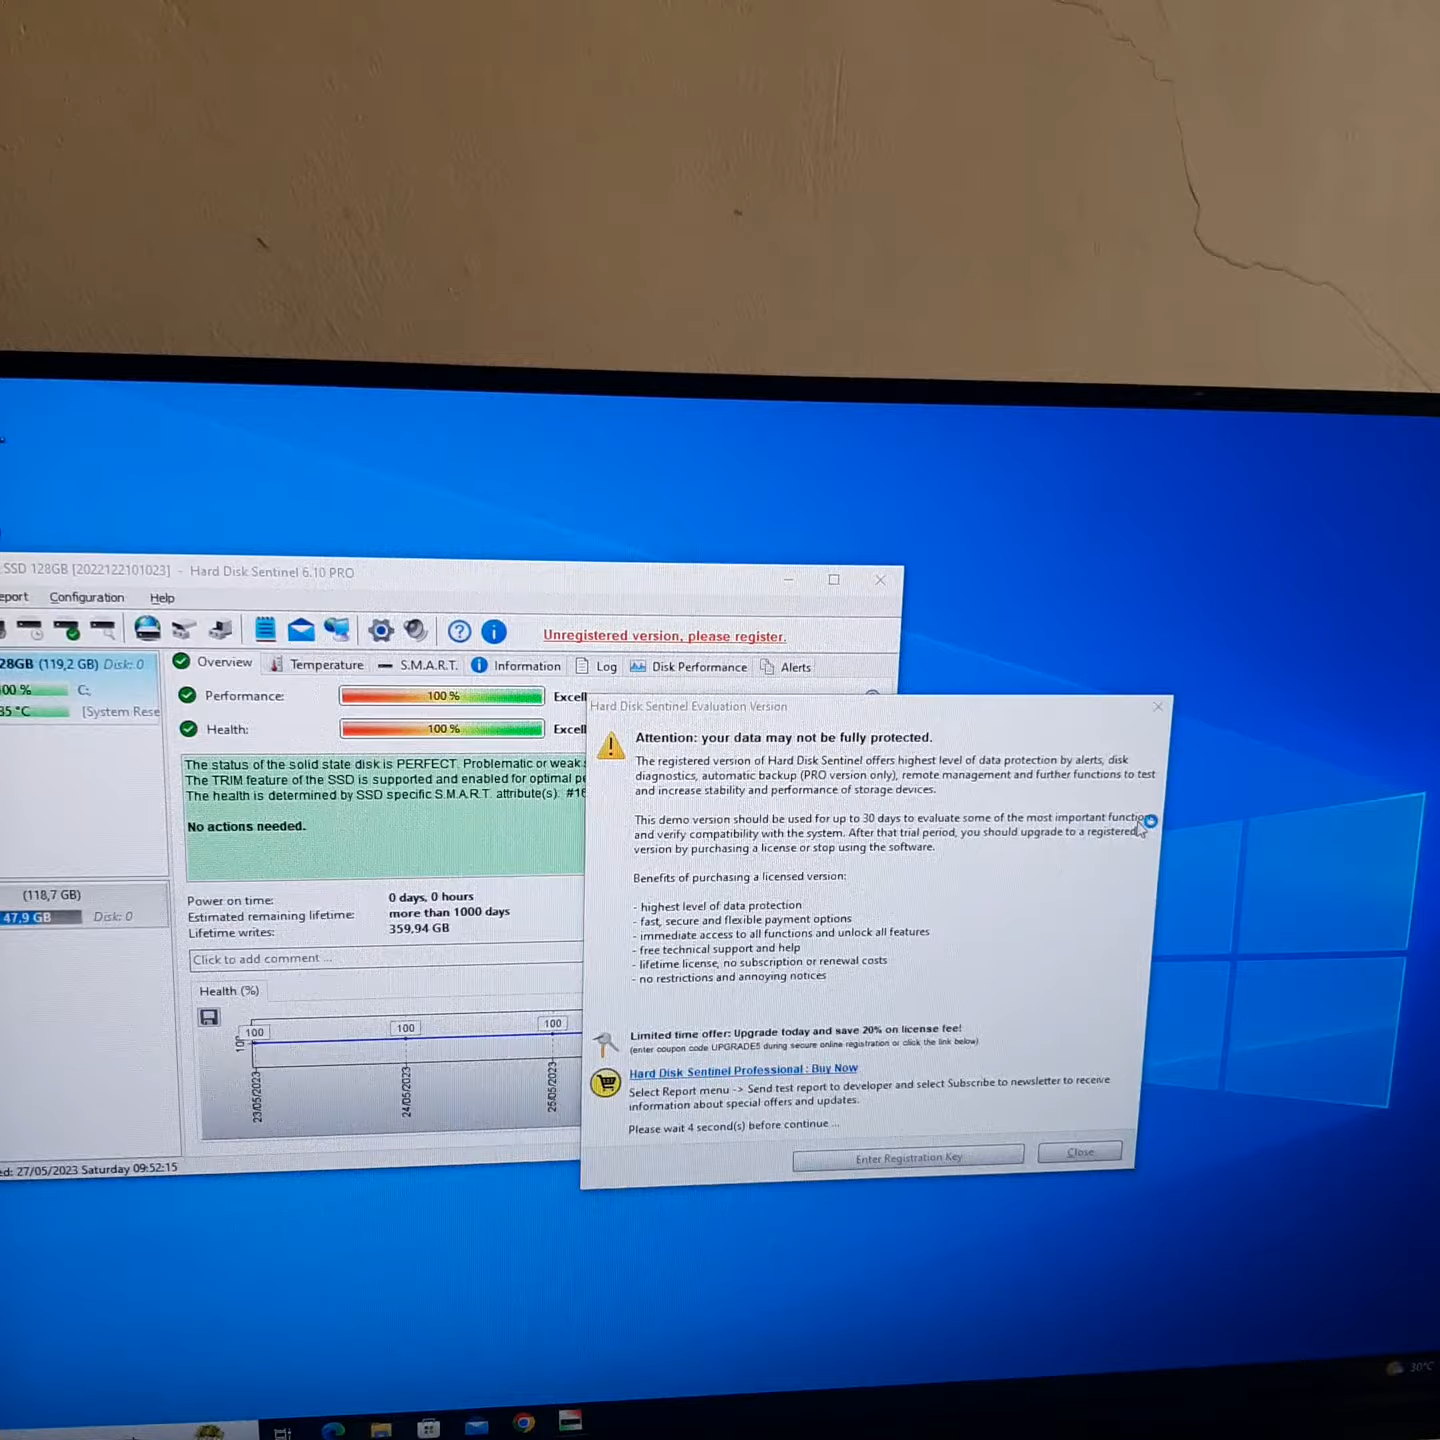 SSD 128GB [2022122101023] - Hard Disk Sentinel 6.10 PRO
Configuration Help
Unregistered version, please register.
28GB (119,2 GB) Disk: 0
00 % C:,
35 °C [System Rese
Overview Temperature S.M.A.R.T. Information Log Disk Performance Alerts
Performance: 100 % Excell
Health: 100 % Excell
The status of the solid state disk is PERFECT. Problematic or weak
The TRIM feature of the SSD is supported and enabled for optimal pe
The health is determined by SSD specific S.M.A.R.T. attribute(s): #16
No actions needed.
(118,7 GB)
47,9 GB Disk: 0
Power on time: 0 days, 0 hours
Estimated remaining lifetime: more than 1000 days
Lifetime writes: 359,94 GB
Click to add comment ...
Health (%)
100
100 100 100
23/05/2023 24/05/2023 25/05/2023
ed: 27/05/2023 Saturday 09:52:15
Hard Disk Sentinel Evaluation Version
Attention: your data may not be fully protected.
The registered version of Hard Disk Sentinel offers highest level of data protection by alerts, disk
diagnostics, automatic backup (PRO version only), remote management and further functions to test
and increase stability and performance of storage devices.
This demo version should be used for up to 30 days to evaluate some of the most important functio
and verify compatibility with the system. After that trial period, you should upgrade to a registered
version by purchasing a license or stop using the software.
Benefits of purchasing a licensed version:
- highest level of data protection
- fast, secure and flexible payment options
- immediate access to all functions and unlock all features
- free technical support and help
- lifetime license, no subscription or renewal costs
- no restrictions and annoying notices
Limited time offer: Upgrade today and save 20% on license fee!
(enter coupon code UPGRADE5 during secure online registration or click the link below)
Hard Disk Sentinel Professional : Buy Now
Select Report menu -> Send test report to developer and select Subscribe to newsletter to receive
information about special offers and updates.
Please wait 4 second(s) before continue ...
Enter Registration Key Close
30°C